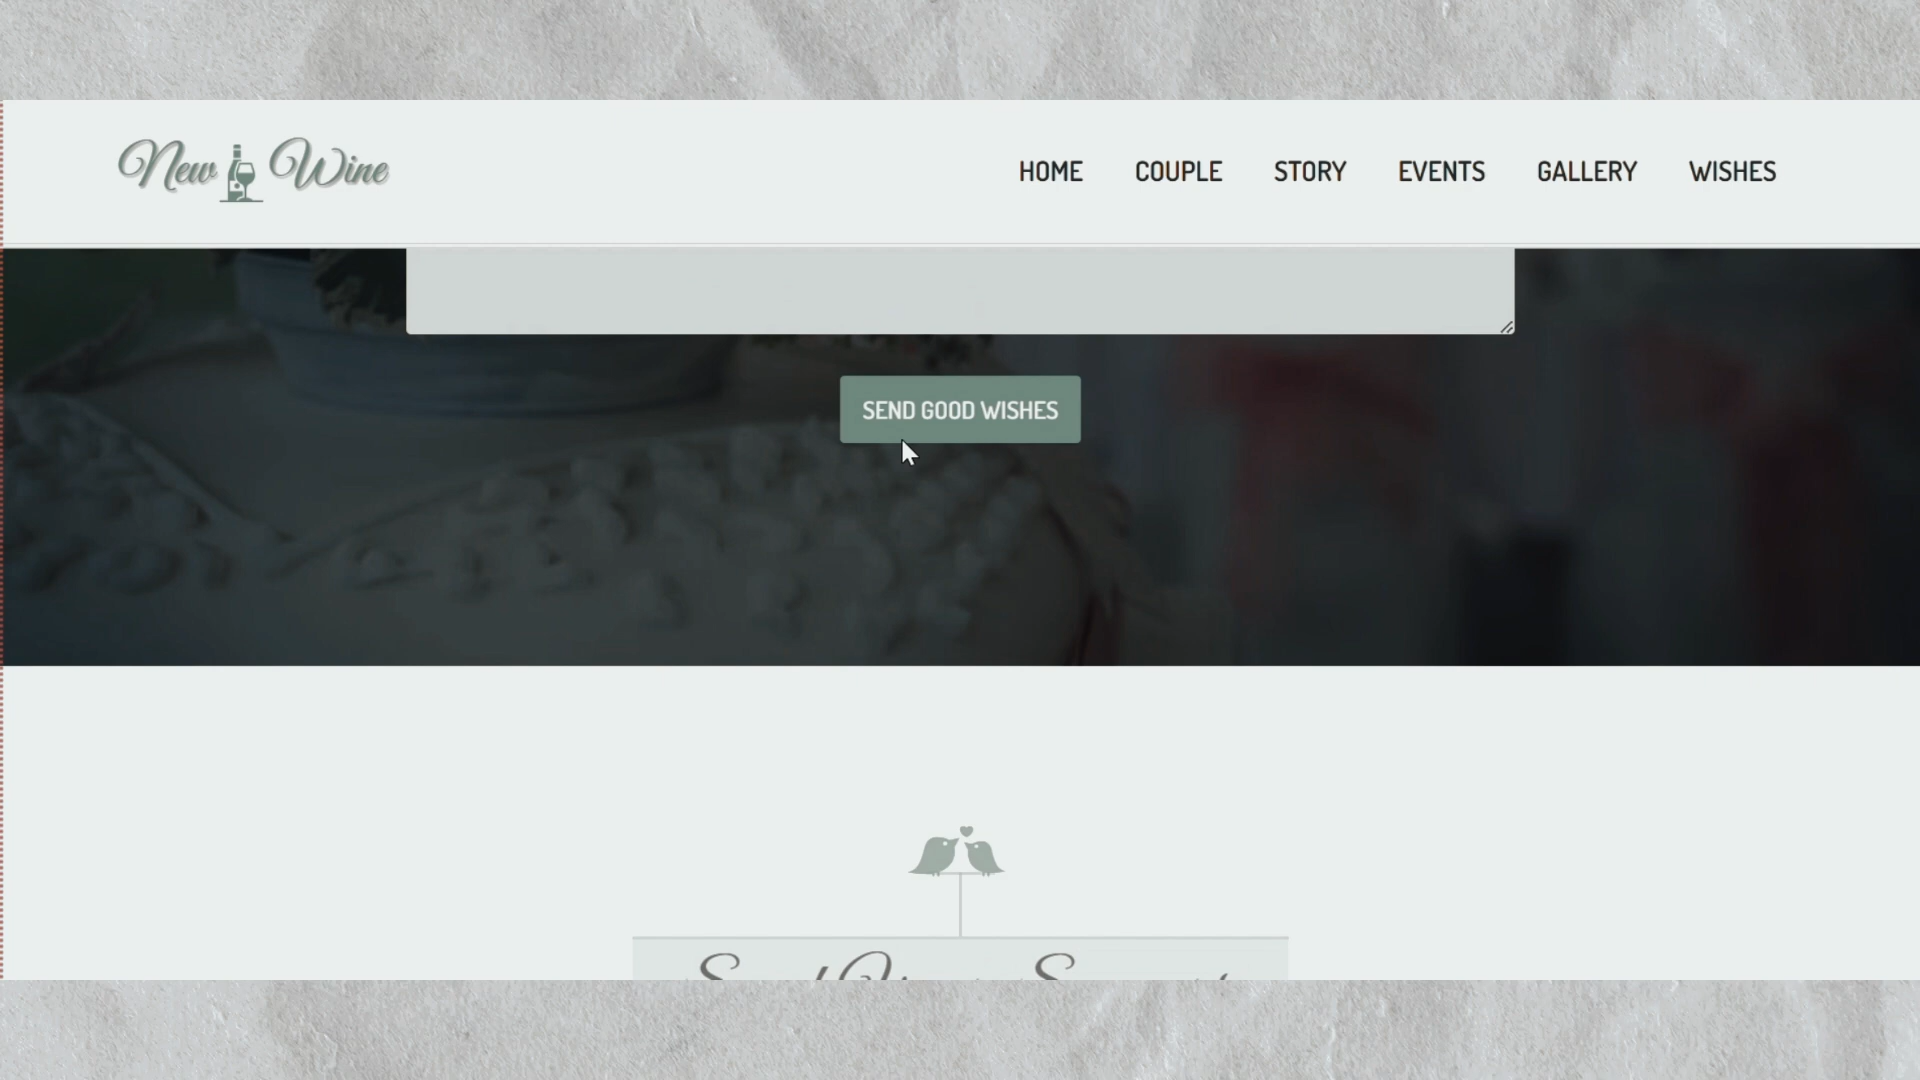 New Wine
HOME COUPLE STORY EVENTS GALLERY WISHES
SEND GOOD WISHES